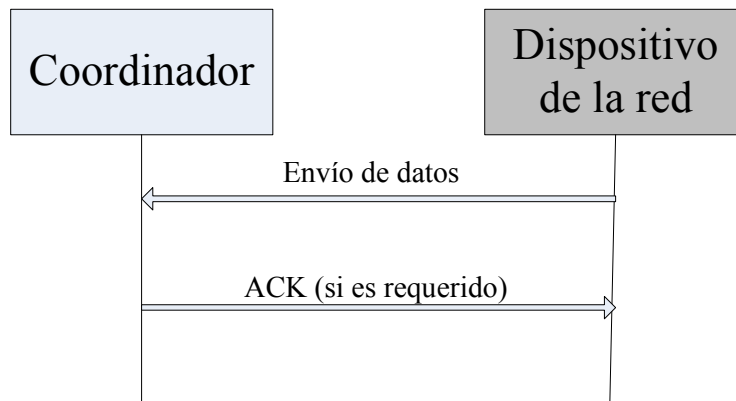 Coordinador
Dispositivo
de la red
Envío de datos
ACK (si es requerido)